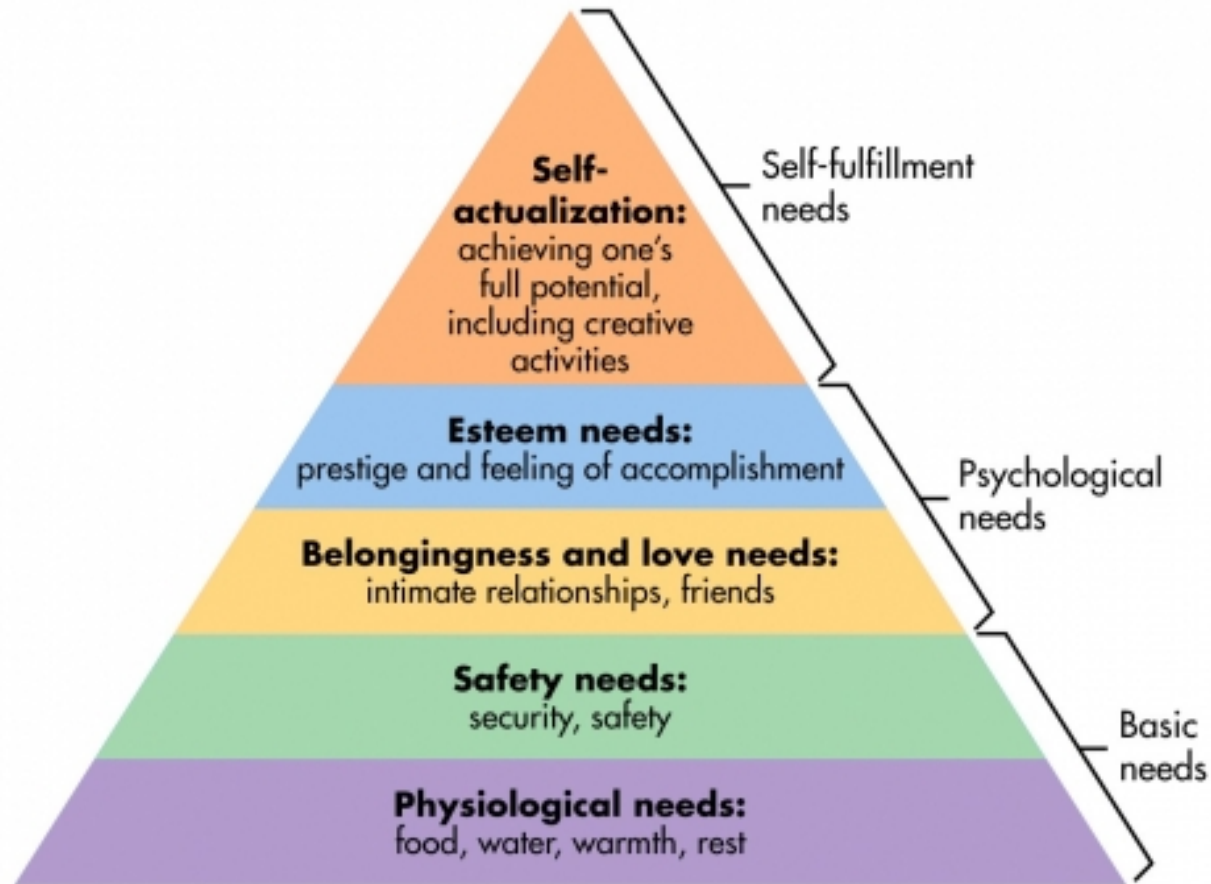 Self-
actualization:
achieving one's
full potential,
including creative
activities
Self-fulfillment
needs
Esteem needs:
prestige and feeling of accomplishment
Psychological
needs
Belongingness and love needs:
intimate relationships, friends
Safety needs:
security, safety
Basic
needs
Physiological needs:
food, water, warmth, rest